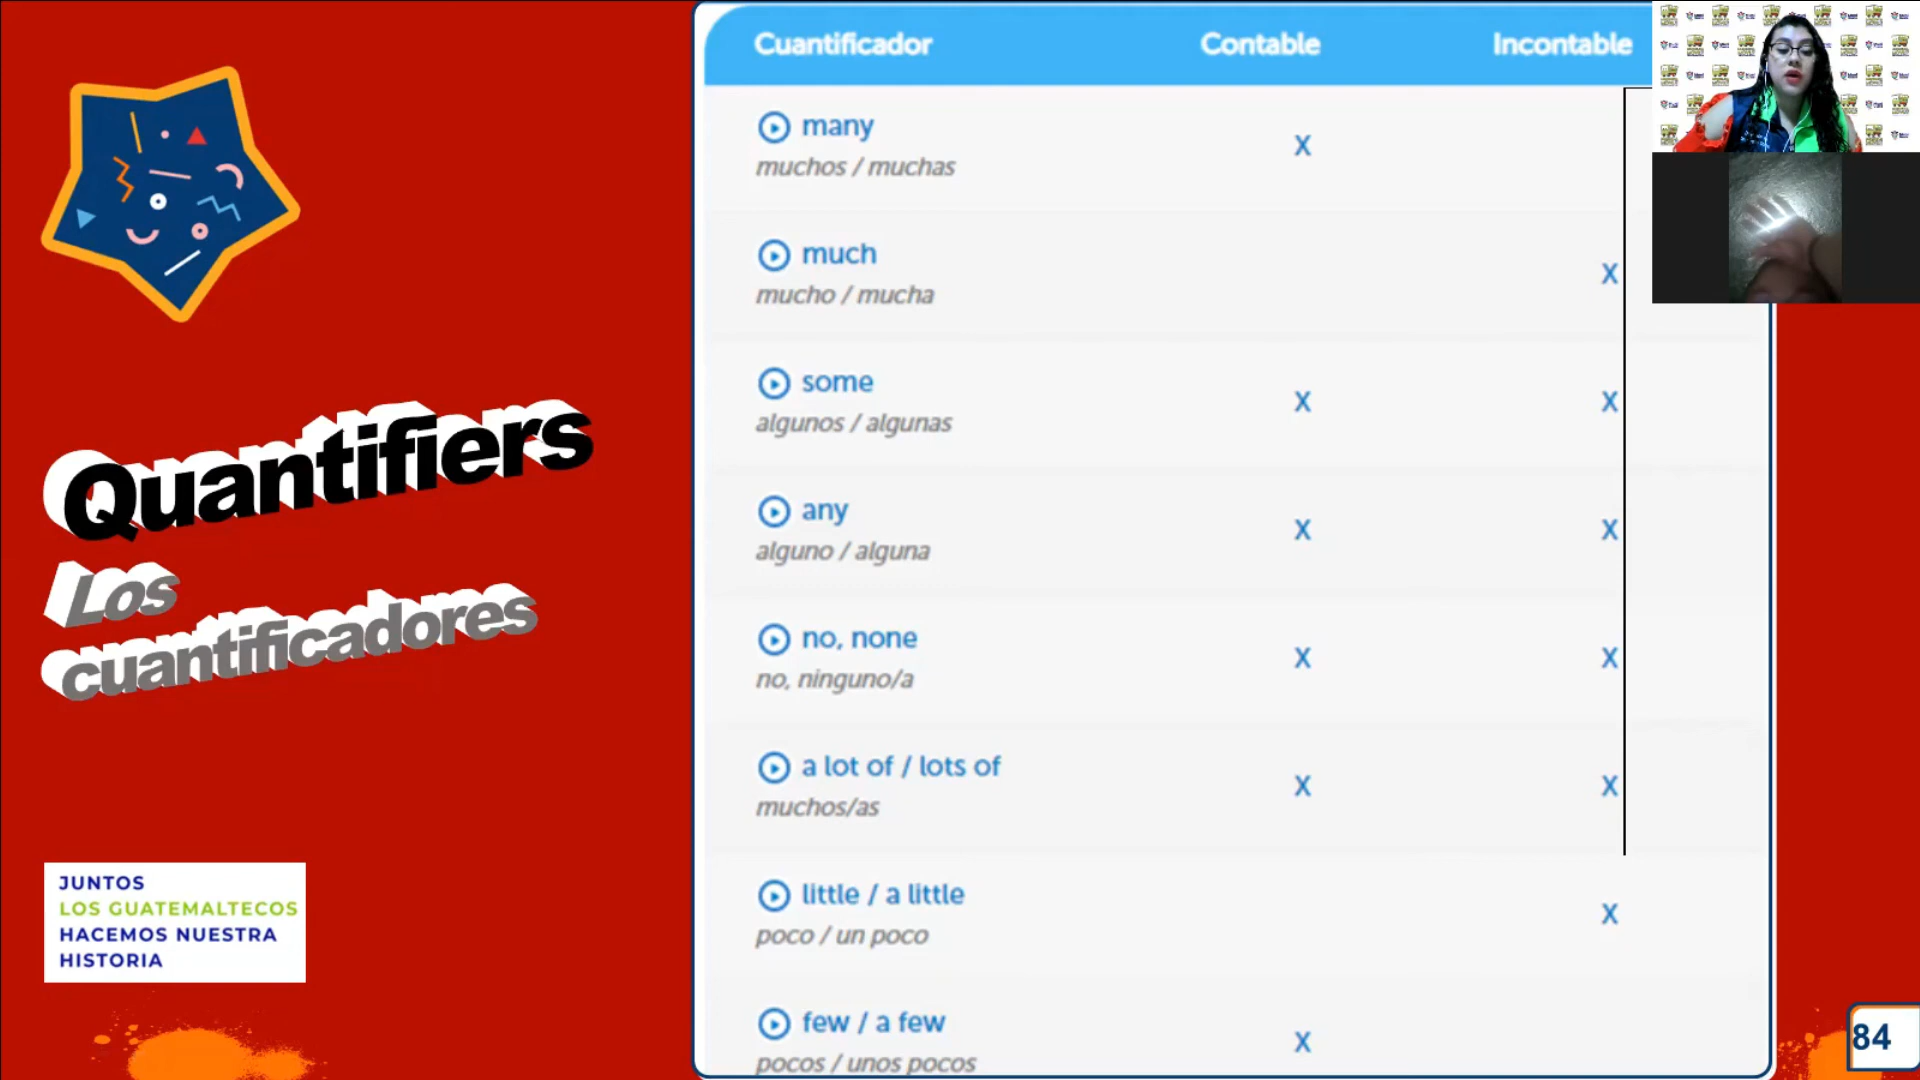 Quantifiers
Los
cuantificadores
JUNTOS
LOS GUATEMALTECOS
HACEMOS NUESTRA
HISTORIA
Cuantificador Contable Incontable
many X
muchos / muchas
much X
mucho / mucha
some X X
algunos / algunas
any X X
alguno / alguna
no, none X X
no, ninguno/a
a lot of / lots of X X
muchos/as
little / a little X
poco / un poco
few / a few X
pocos / unos pocos
84